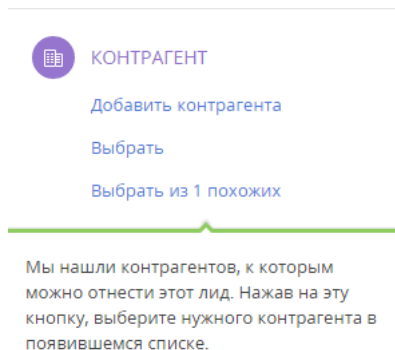 КОНТРАГЕНТ
Добавить контрагента
Выбрать
Выбрать из 1 похожих
Мы нашли контрагентов, к которым
можно отнести этот лид. Нажав на эту
кнопку, выберите нужного контрагента в
появившемся списке.